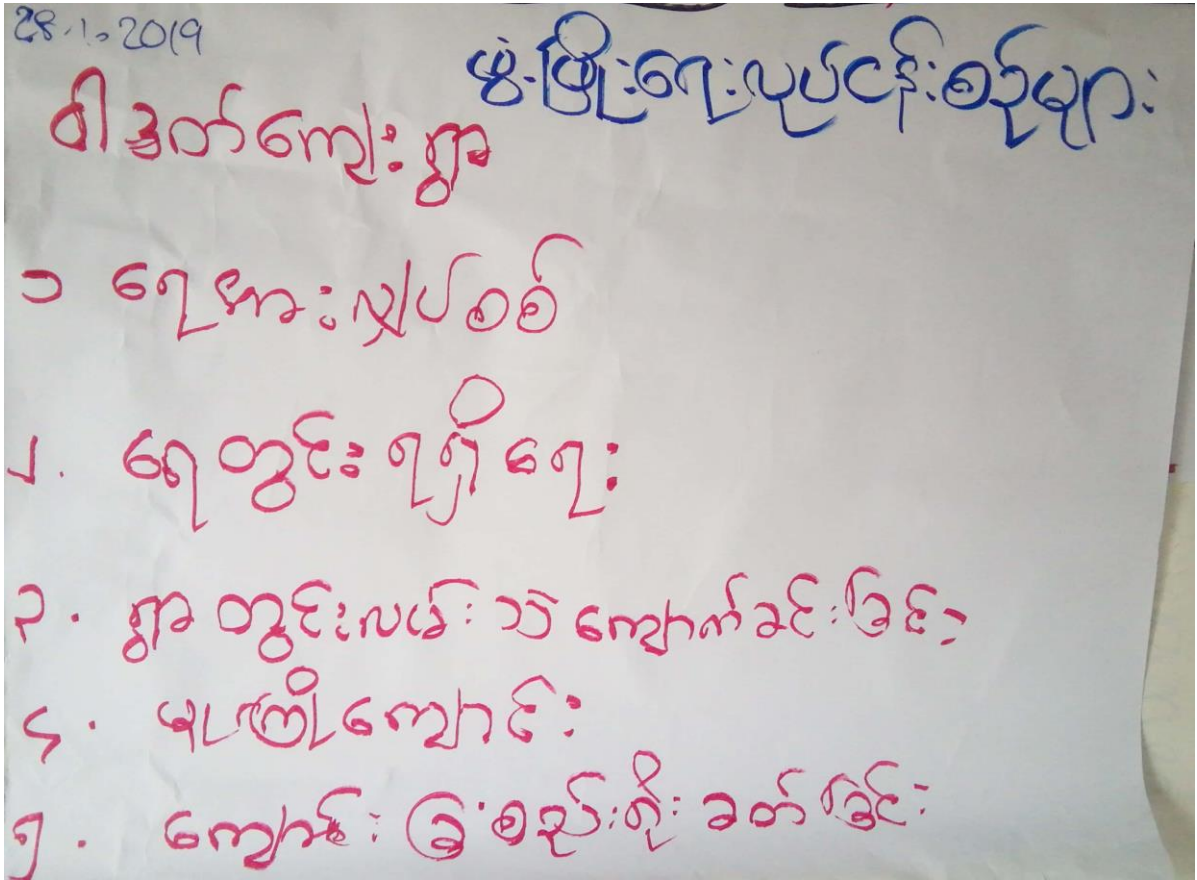 28.1.2019
ဖွံ့ဖြိုးရေးလုပ်ငန်းစဉ်များ
ဝါဒွတ်ကျေးရွာ
၁ ရေအားလျှပ်စစ်
၂. ရေတွင်းရရှိရေး
၃. ရွာတွင်းလမ်းသဲကျောက်ခင်းခြင်း
၄. မူကြိုကျောင်း
၅. ကျောင်းခြံစည်းရိုးခတ်ခြင်း